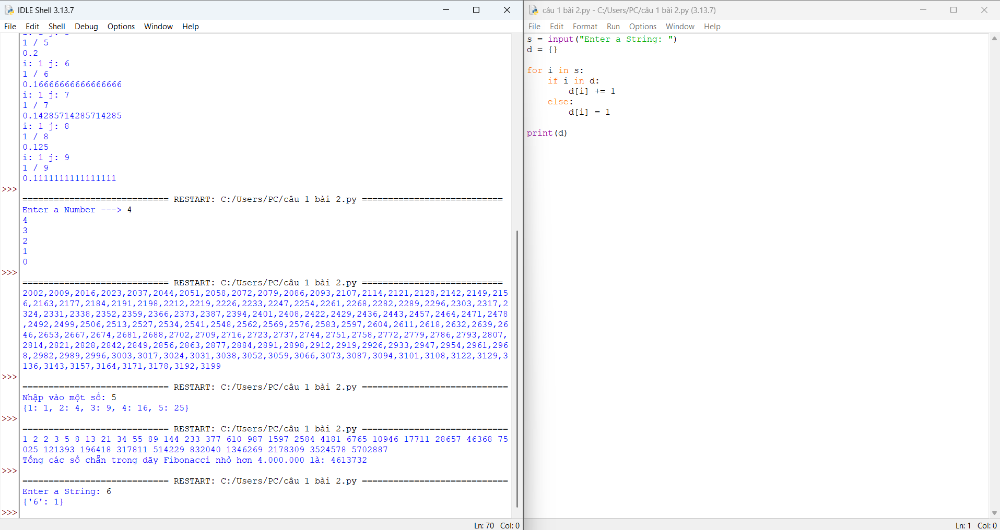 IDLE Shell 3.13.7
File Edit Shell Debug Options Window Help
1 / 5
0.2
i: 1 j: 6
1 / 6
0.16666666666666666
i: 1 j: 7
1 / 7
0.14285714285714285
i: 1 j: 8
1 / 8
0.125
i: 1 j: 9
1 / 9
0.1111111111111111
>>>
============================ RESTART: C:/Users/PC/câu 1 bài 2.py ===========================
Enter a Number ---> 4
4
3
2
1
0
>>>
============================ RESTART: C:/Users/PC/câu 1 bài 2.py ===========================
2002,2009,2016,2023,2037,2044,2051,2058,2072,2079,2086,2093,2107,2114,2121,2128,2142,2149,215
6,2163,2177,2184,2191,2198,2212,2219,2226,2233,2247,2254,2261,2268,2282,2289,2296,2303,2317,2
324,2331,2338,2352,2359,2366,2373,2387,2394,2401,2408,2422,2429,2436,2443,2457,2464,2471,2478
,2492,2499,2506,2513,2527,2534,2541,2548,2562,2569,2576,2583,2597,2604,2611,2618,2632,2639,26
46,2653,2667,2674,2681,2688,2702,2709,2716,2723,2737,2744,2751,2758,2772,2779,2786,2793,2807,
2814,2821,2828,2842,2849,2856,2863,2877,2884,2891,2898,2912,2919,2926,2933,2947,2954,2961,296
8,2982,2989,2996,3003,3017,3024,3031,3038,3052,3059,3066,3073,3087,3094,3101,3108,3122,3129,3
136,3143,3157,3164,3171,3178,3192,3199
>>>
============================ RESTART: C:/Users/PC/câu 1 bài 2.py ============================
Nhập vào một số: 5
{1: 1, 2: 4, 3: 9, 4: 16, 5: 25}
>>>
============================ RESTART: C:/Users/PC/câu 1 bài 2.py ============================
1 2 2 3 5 8 13 21 34 55 89 144 233 377 610 987 1597 2584 4181 6765 10946 17711 28657 46368 75
025 121393 196418 317811 514229 832040 1346269 2178309 3524578 5702887
Tổng các số chẵn trong dãy Fibonacci nhỏ hơn 4.000.000 là: 4613732
>>>
============================ RESTART: C:/Users/PC/câu 1 bài 2.py ============================
Enter a String: 6
{'6': 1}
>>>
Ln: 70 Col: 0
câu 1 bài 2.py - C:/Users/PC/câu 1 bài 2.py (3.13.7)
File Edit Format Run Options Window Help
s = input("Enter a String: ")
d = {}
for i in s:
    if i in d:
        d[i] += 1
    else:
        d[i] = 1
print(d)
Ln: 1 Col: 0